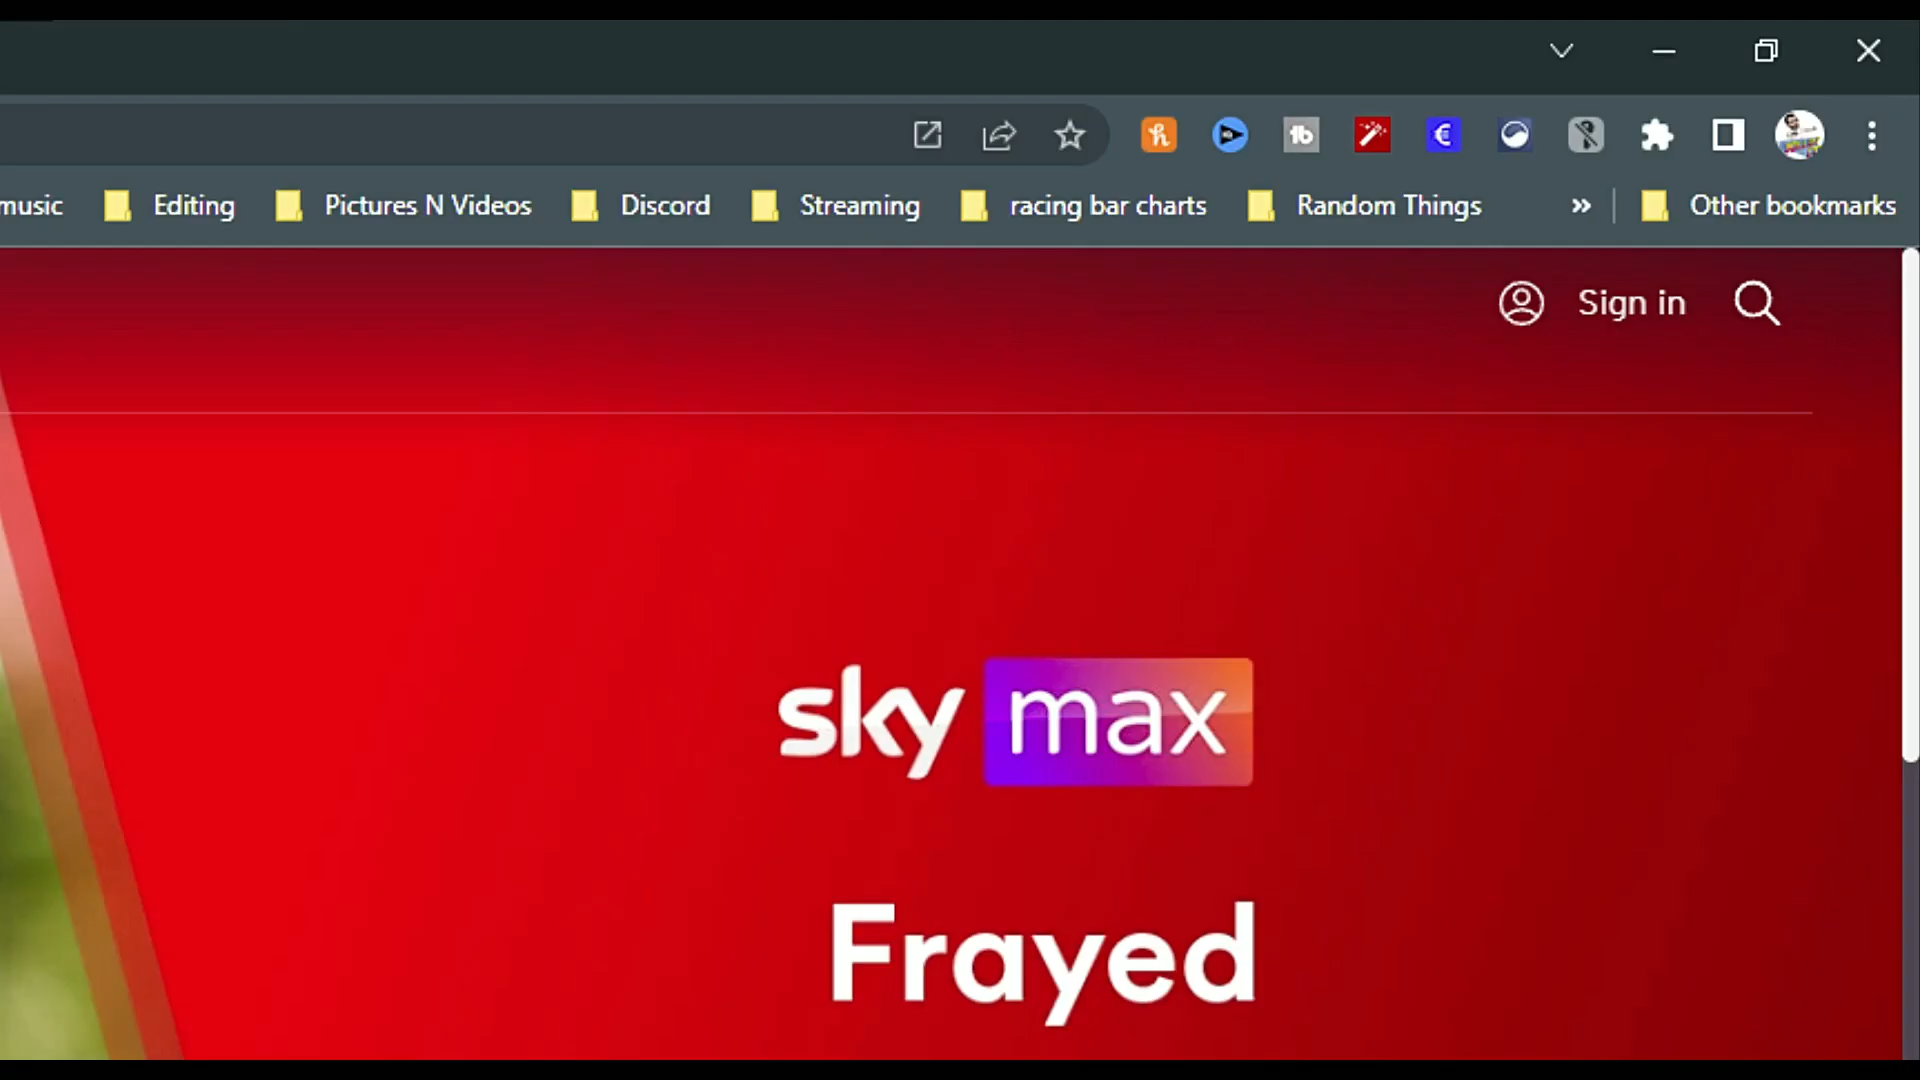 music Editing Pictures N Videos Discord Streaming racing bar charts Random Things » Other bookmarks
Sign in
sky max
Frayed